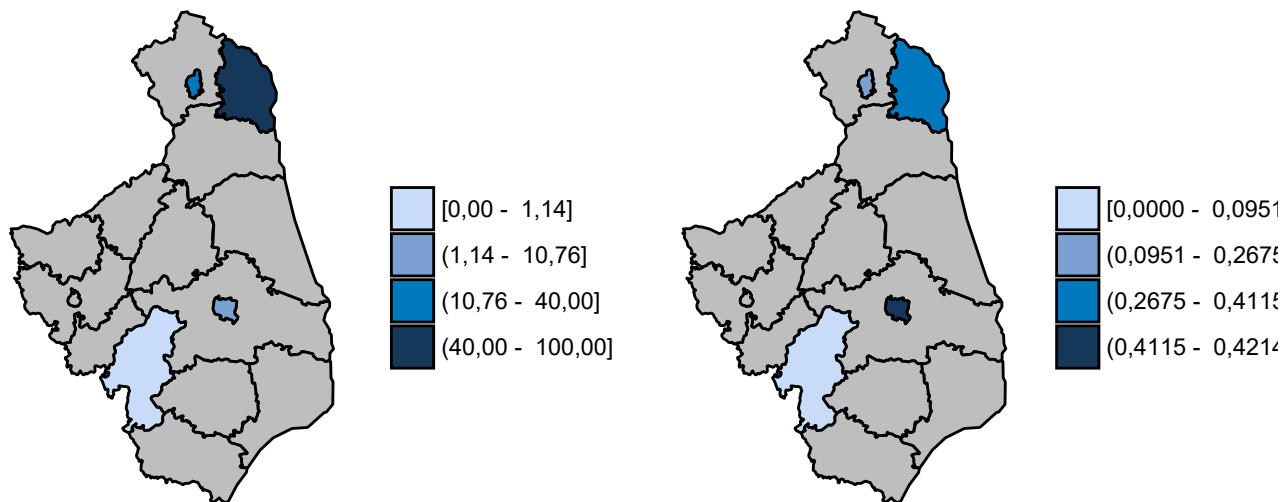 [0,00 - 1,14]
(1,14 - 10,76]
(10,76 - 40,00]
(40,00 - 100,00]
[0,0000 - 0,0951
(0,0951 - 0,2675
(0,2675 - 0,4115
(0,4115 - 0,4214